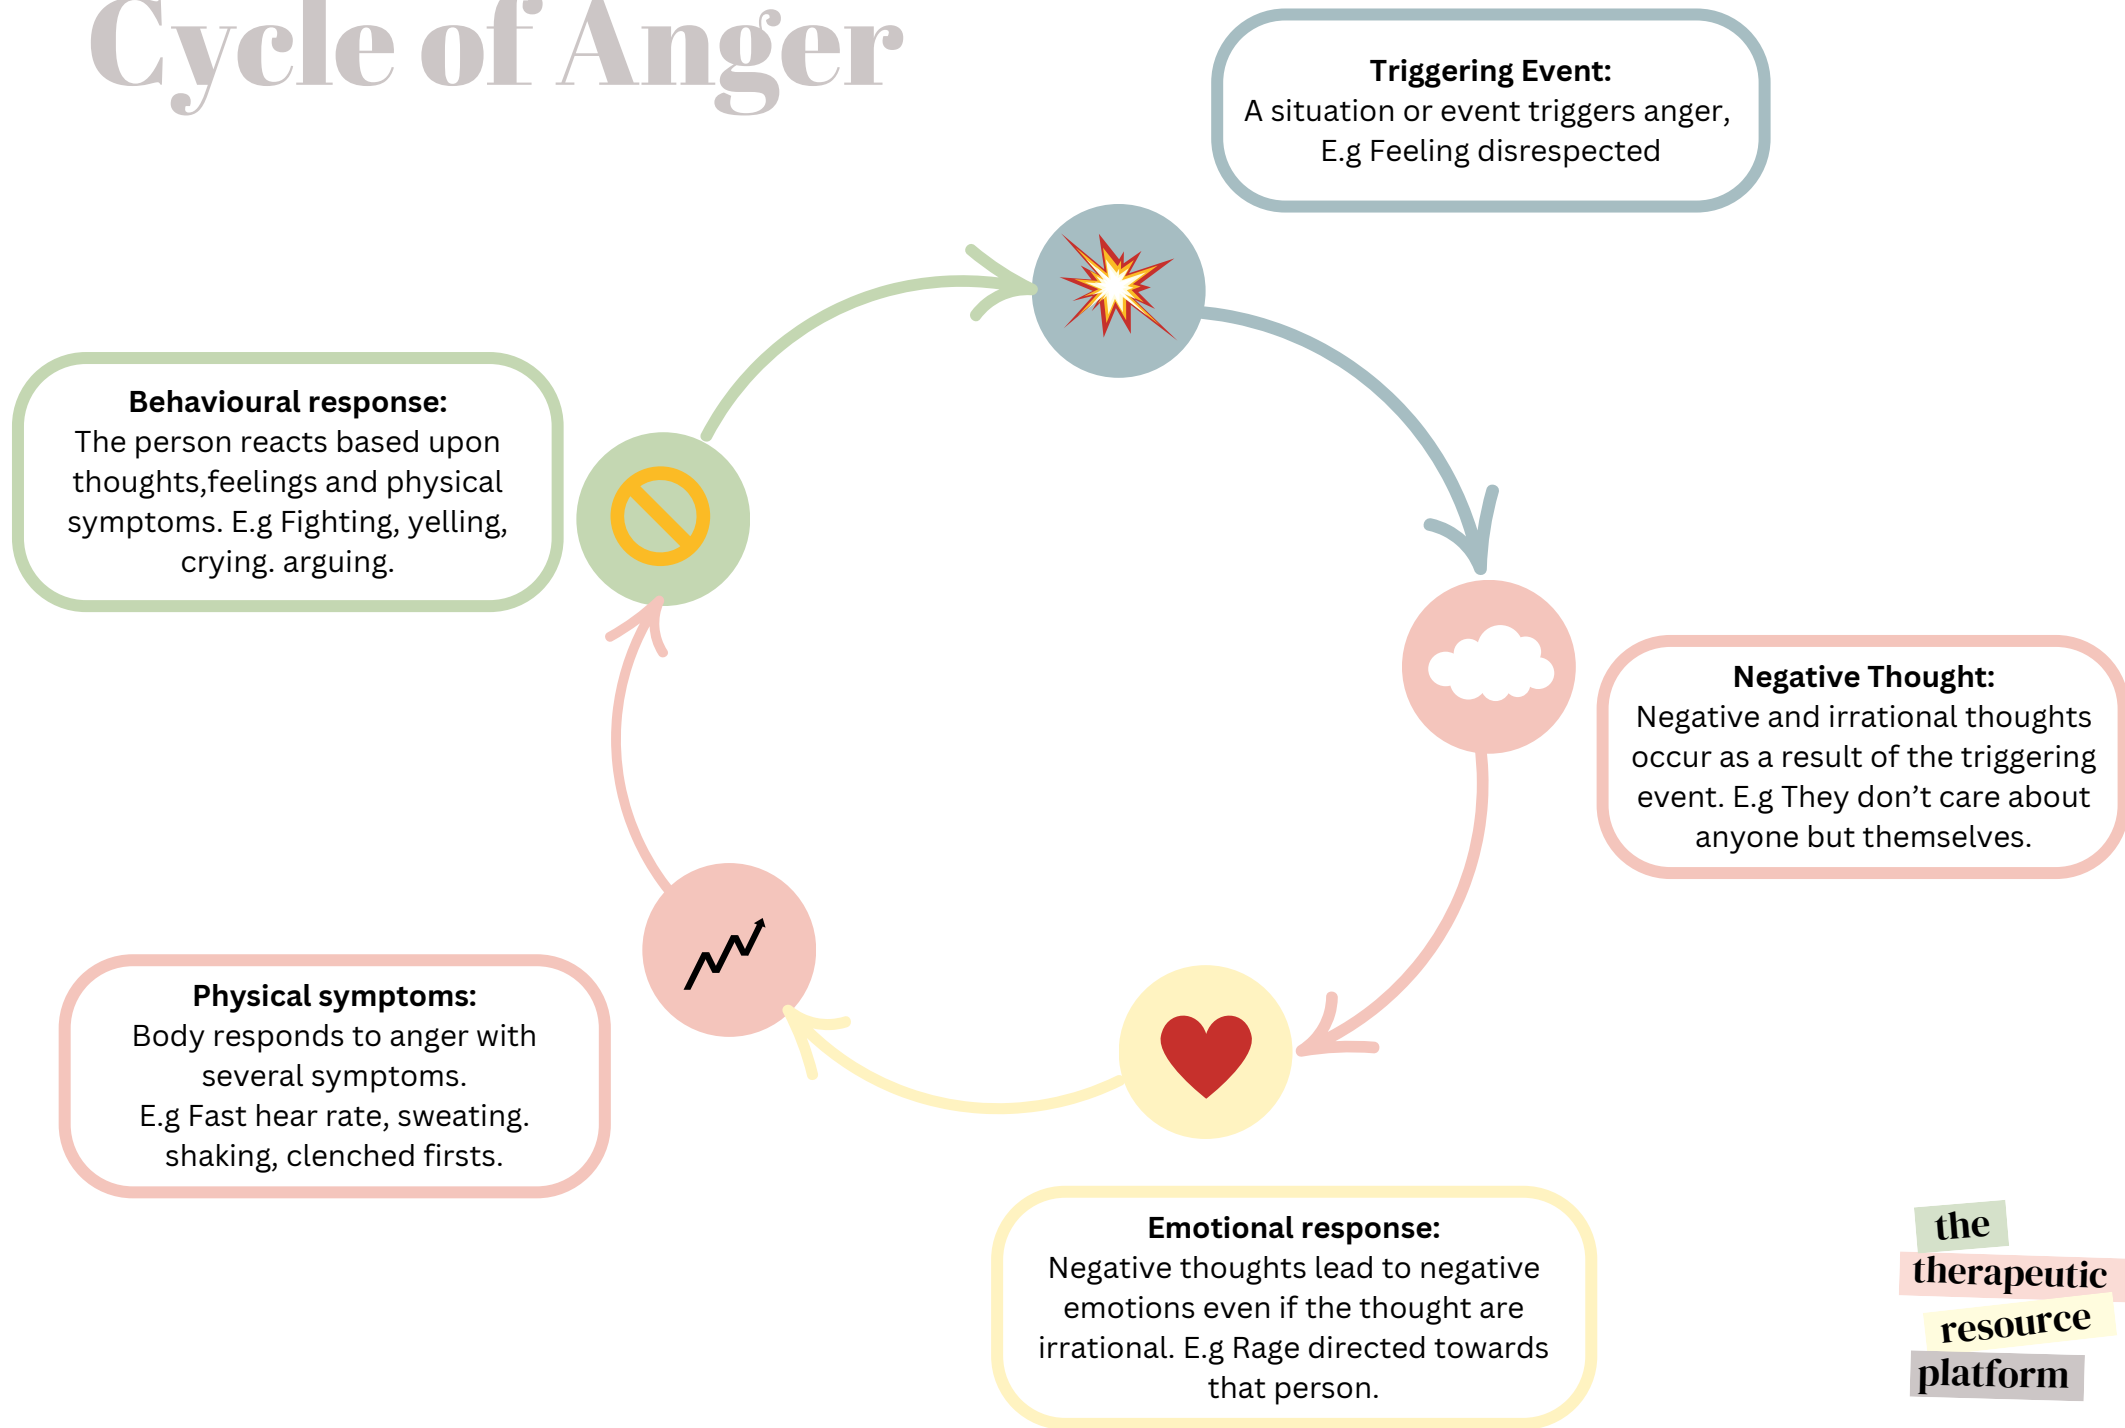 Cycle of Anger
Triggering Event:
A situation or event triggers anger,
E.g Feeling disrespected
Negative Thought:
Negative and irrational thoughts
occur as a result of the triggering
event. E.g They don’t care about
anyone but themselves.
Emotional response:
Negative thoughts lead to negative
emotions even if the thought are
irrational. E.g Rage directed towards
that person.
Physical symptoms:
Body responds to anger with
several symptoms.
E.g Fast hear rate, sweating.
shaking, clenched firsts.
Behavioural response:
The person reacts based upon
thoughts,feelings and physical
symptoms. E.g Fighting, yelling,
crying. arguing.
the
therapeutic
resource
platform